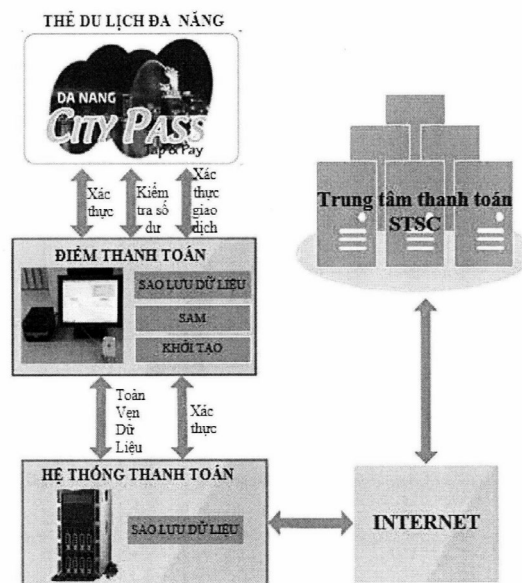 THẺ DU LỊCH ĐÀ NẴNG
DA NANG
CITY PASS
Tap & Pay
Xác
thực
Kiểm
tra số
dư
Xác
thực
giao
dịch
ĐIỂM THANH TOÁN
SAO LƯU DỮ LIỆU
SAM
KHỞI TẠO
Toàn
Vẹn
Dữ
Liệu
Xác
thực
HỆ THỐNG THANH TOÁN
SAO LƯU DỮ LIỆU
Trung tâm thanh toán
STSC
INTERNET